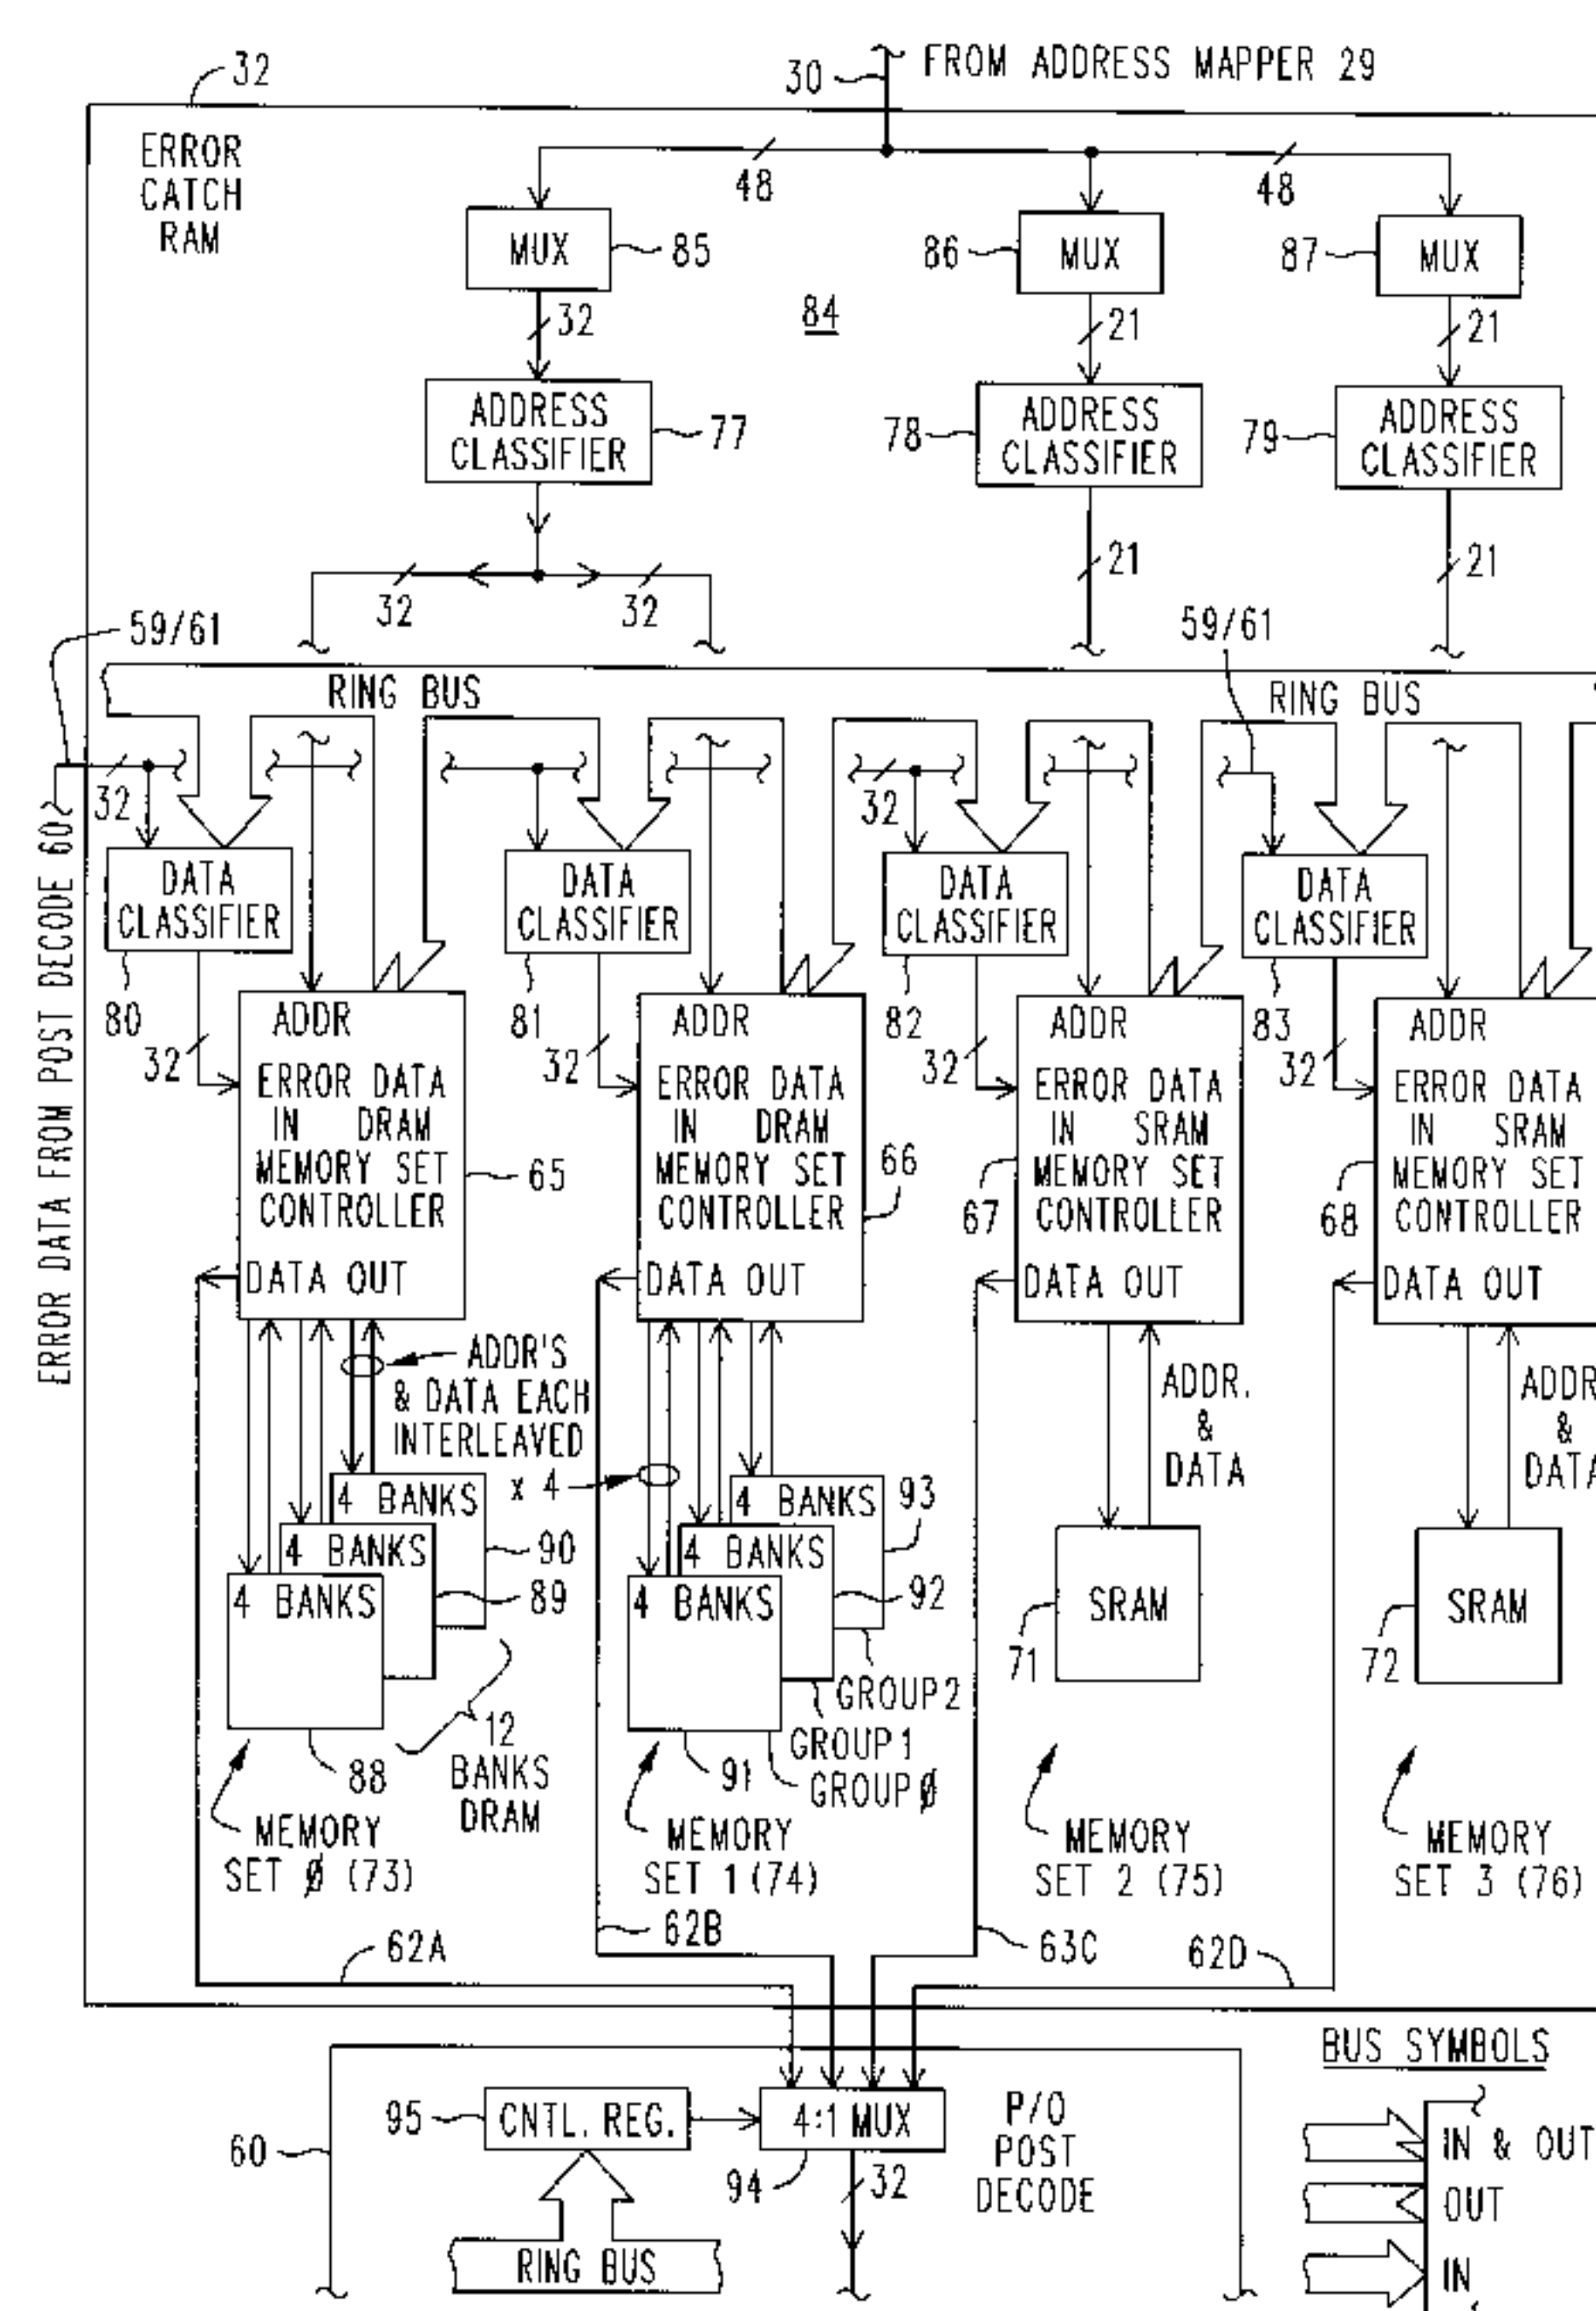 32
30
FROM ADDRESS MAPPER 29
ERROR
CATCH
RAM
48
48
MUX
85
86
MUX
87
MUX
84
32
21
21
ADDRESS
CLASSIFIER
77
78
ADDRESS
CLASSIFIER
79
ADDRESS
CLASSIFIER
21
21
32
32
59/61
59/61
RING BUS
RING BUS
32
32
ERROR DATA FROM POST DECODE 60
DATA
CLASSIFIER
DATA
CLASSIFIER
DATA
CLASSIFIER
DATA
CLASSIFIER
80
81
82
83
32
32
32
32
ADDR
ERROR DATA
IN DRAM
MEMORY SET
CONTROLLER
DATA OUT
65
ADDR
ERROR DATA
IN DRAM
MEMORY SET
CONTROLLER
DATA OUT
66
ADDR
ERROR DATA
IN SRAM
MEMORY SET
CONTROLLER
DATA OUT
67
ADDR
ERROR DATA
IN SRAM
MEMORY SET
CONTROLLER
DATA OUT
68
ADDR'S
& DATA EACH
INTERLEAVED
x 4
ADDR.
&
DATA
ADDR
&
DATA
4 BANKS
4 BANKS
4 BANKS
90
89
88
12
BANKS
DRAM
4 BANKS
4 BANKS
4 BANKS
93
92
91
GROUP 2
GROUP 1
GROUP Ø
SRAM
71
SRAM
72
MEMORY
SET Ø (73)
MEMORY
SET 1 (74)
MEMORY
SET 2 (75)
MEMORY
SET 3 (76)
62A
62B
63C
62D
BUS SYMBOLS
95
CNTL. REG.
4:1 MUX
P/O
POST
DECODE
60
94
32
RING BUS
IN & OUT
OUT
IN